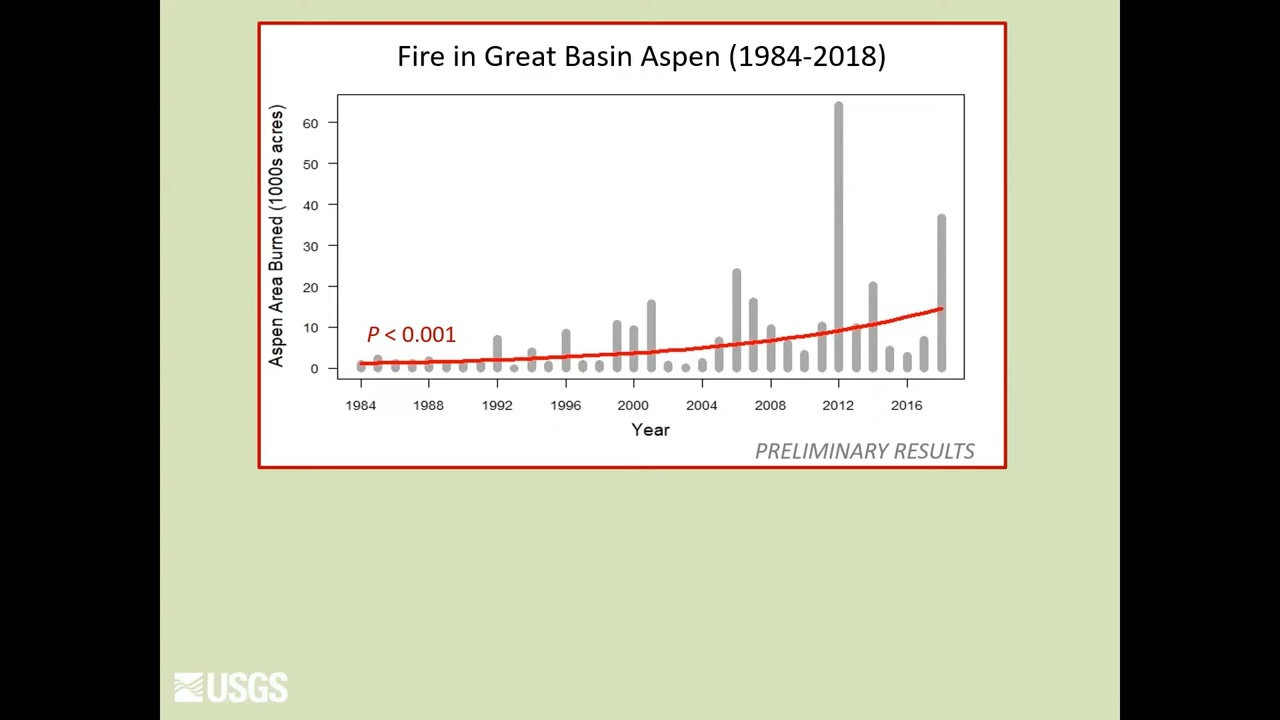 Fire in Great Basin Aspen (1984-2018)
Aspen Area Burned (1000s acres)
60
50
40
30
20
10
0
P < 0.001
1984 1988 1992 1996 2000 2004 2008 2012 2016
Year
PRELIMINARY RESULTS
USGS